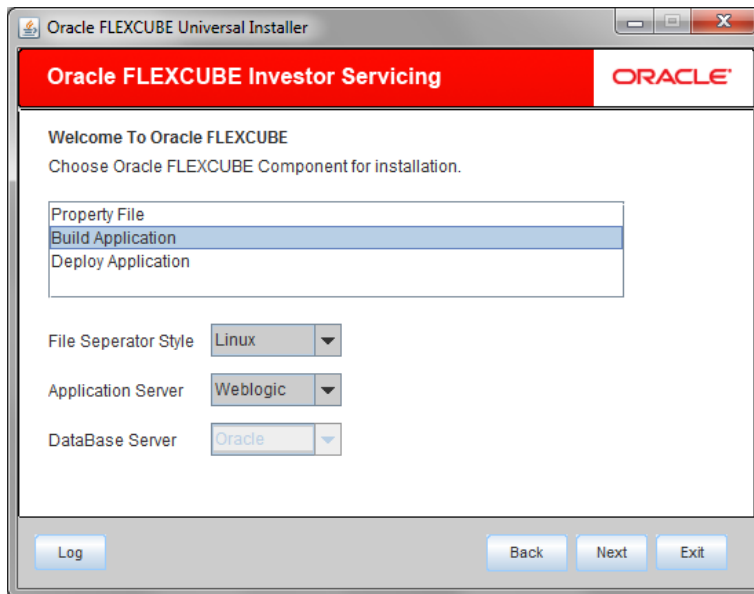 Oracle FLEXCUBE Universal Installer
Oracle FLEXCUBE Investor Servicing
ORACLE
Welcome To Oracle FLEXCUBE
Choose Oracle FLEXCUBE Component for installation.
Property File
Build Application
Deploy Application
File Seperator Style Linux
Application Server Weblogic
DataBase Server Oracle
Log Back Next Exit